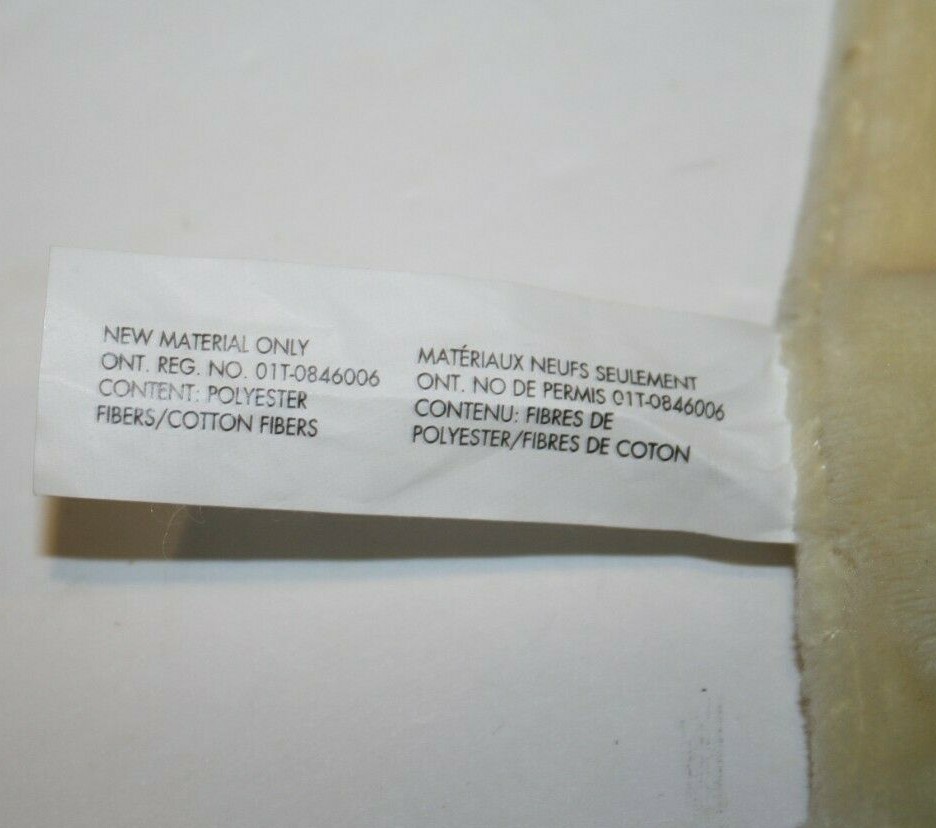 NEW MATERIAL ONLY
ONT. REG. NO. 01T-0846006
CONTENT: POLYESTER
FIBERS/COTTON FIBERS
MATÉRIAUX NEUFS SEULEMENT
ONT. NO DE PERMIS 01T-0846006
CONTENU: FIBRES DE
POLYESTER/FIBRES DE COTON